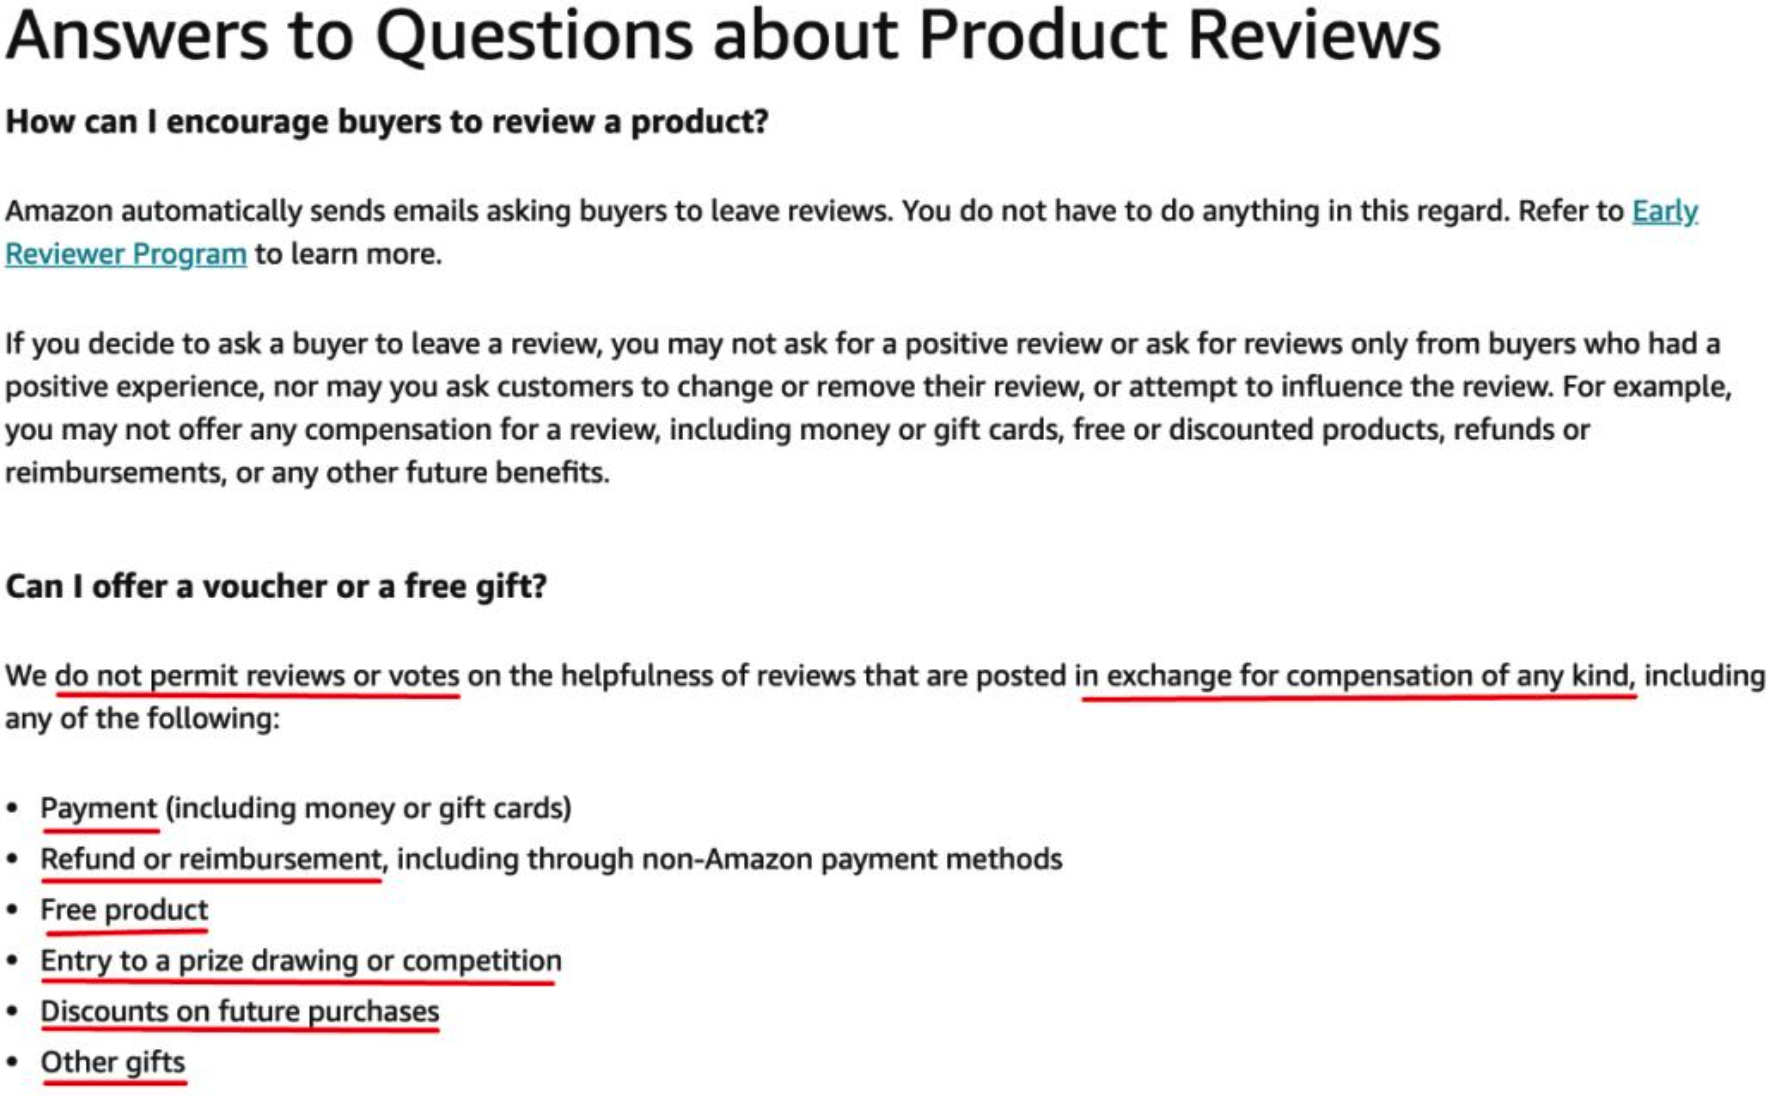 Answers to Questions about Product Reviews
How can I encourage buyers to review a product?
Amazon automatically sends emails asking buyers to leave reviews. You do not have to do anything in this regard. Refer to Early
Reviewer Program to learn more.
If you decide to ask a buyer to leave a review, you may not ask for a positive review or ask for reviews only from buyers who had a
positive experience, nor may you ask customers to change or remove their review, or attempt to influence the review. For example,
you may not offer any compensation for a review, including money or gift cards, free or discounted products, refunds or
reimbursements, or any other future benefits.
Can I offer a voucher or a free gift?
We do not permit reviews or votes on the helpfulness of reviews that are posted in exchange for compensation of any kind, including
any of the following:
• Payment (including money or gift cards)
• Refund or reimbursement, including through non-Amazon payment methods
• Free product
• Entry to a prize drawing or competition
• Discounts on future purchases
• Other gifts